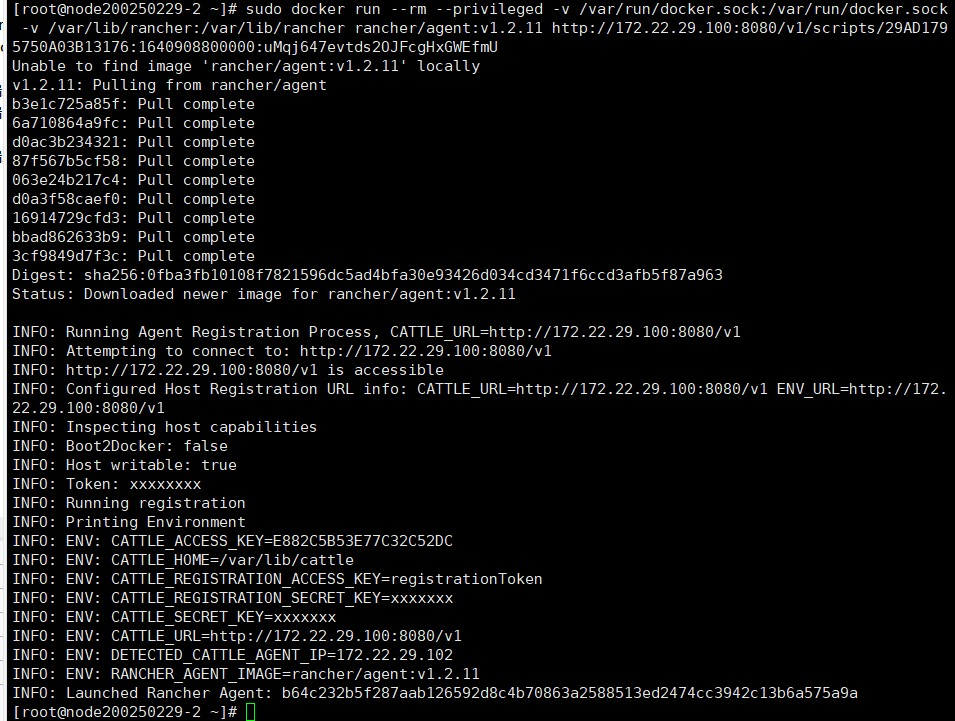 [root@node200250229-2 ~]# sudo docker run --rm --privileged -v /var/run/docker.sock:/var/run/docker.sock
 -v /var/lib/rancher:/var/lib/rancher rancher/agent:v1.2.11 http://172.22.29.100:8080/v1/scripts/29AD179
5750A03B13176:1640908800000:uMqj647evtds2OJFcgHxGWEfmU
Unable to find image 'rancher/agent:v1.2.11' locally
v1.2.11: Pulling from rancher/agent
b3e1c725a85f: Pull complete
6a710864a9fc: Pull complete
d0ac3b234321: Pull complete
87f567b5cf58: Pull complete
063e24b217c4: Pull complete
d0a3f58caef0: Pull complete
16914729cfd3: Pull complete
bbad862633b9: Pull complete
3cf9849d7f3c: Pull complete
Digest: sha256:0fba3fb10108f7821596dc5ad4bfa30e93426d034cd3471f6ccd3afb5f87a963
Status: Downloaded newer image for rancher/agent:v1.2.11
INFO: Running Agent Registration Process, CATTLE_URL=http://172.22.29.100:8080/v1
INFO: Attempting to connect to: http://172.22.29.100:8080/v1
INFO: http://172.22.29.100:8080/v1 is accessible
INFO: Configured Host Registration URL info: CATTLE_URL=http://172.22.29.100:8080/v1 ENV_URL=http://172.
22.29.100:8080/v1
INFO: Inspecting host capabilities
INFO: Boot2Docker: false
INFO: Host writable: true
INFO: Token: xxxxxxxx
INFO: Running registration
INFO: Printing Environment
INFO: ENV: CATTLE_ACCESS_KEY=E882C5B53E77C32C52DC
INFO: ENV: CATTLE_HOME=/var/lib/cattle
INFO: ENV: CATTLE_REGISTRATION_ACCESS_KEY=registrationToken
INFO: ENV: CATTLE_REGISTRATION_SECRET_KEY=xxxxxxx
INFO: ENV: CATTLE_SECRET_KEY=xxxxxxx
INFO: ENV: CATTLE_URL=http://172.22.29.100:8080/v1
INFO: ENV: DETECTED_CATTLE_AGENT_IP=172.22.29.102
INFO: ENV: RANCHER_AGENT_IMAGE=rancher/agent:v1.2.11
INFO: Launched Rancher Agent: b64c232b5f287aab126592d8c4b70863a2588513ed2474cc3942c13b6a575a9a
[root@node200250229-2 ~]#